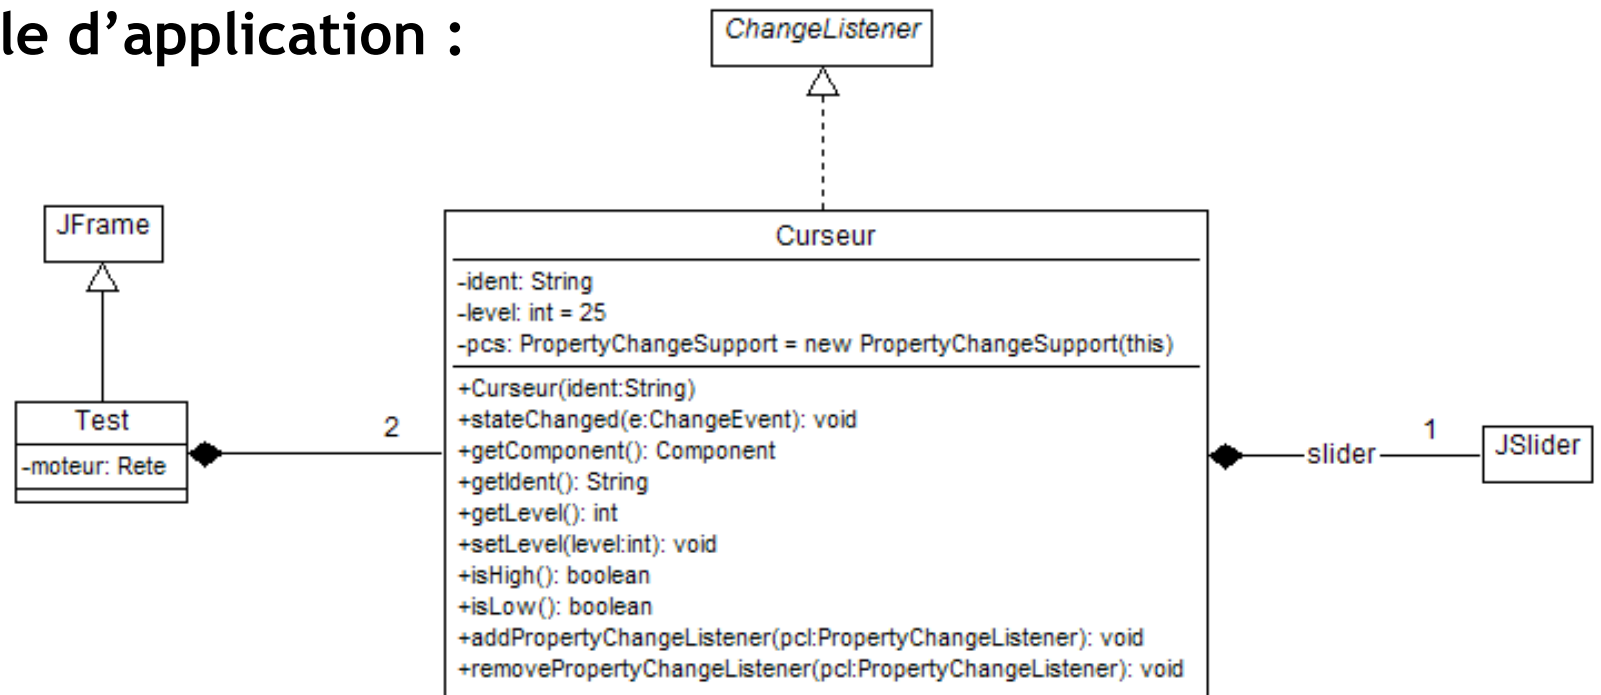 le d’application :
ChangeListener
JFrame
Curseur
-ident: String
-level: int = 25
-pcs: PropertyChangeSupport = new PropertyChangeSupport(this)
+Curseur(ident:String)
+stateChanged(e:ChangeEvent): void
+getComponent(): Component
+getIdent(): String
+getLevel(): int
+setLevel(level:int): void
+isHigh(): boolean
+isLow(): boolean
+addPropertyChangeListener(pcl:PropertyChangeListener): void
+removePropertyChangeListener(pcl:PropertyChangeListener): void
Test
-moteur: Rete
2
slider
1
JSlider